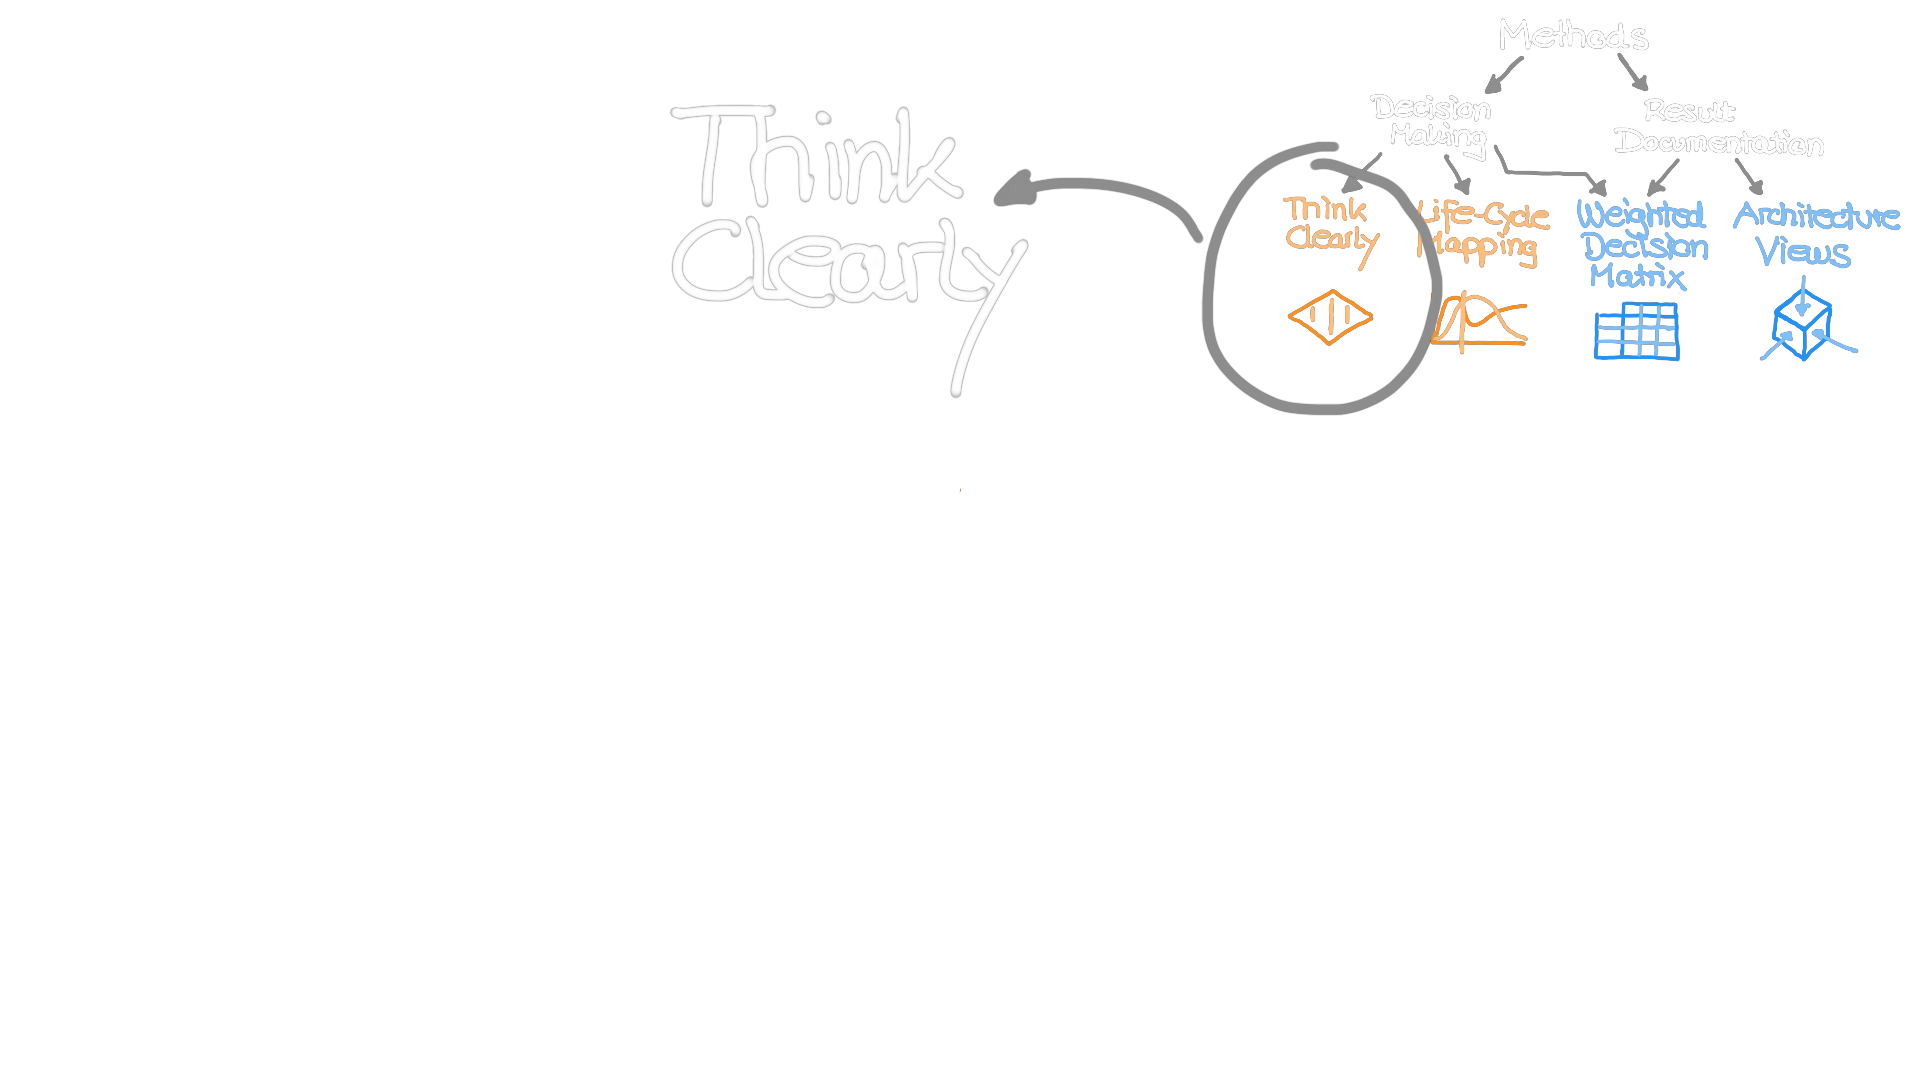 Methods
Decision
Making
Result
Documentation
Think
Clearly
Life-Cycle
Mapping
Weighted
Decision
Matrix
Architecture
Views
Think
Clearly